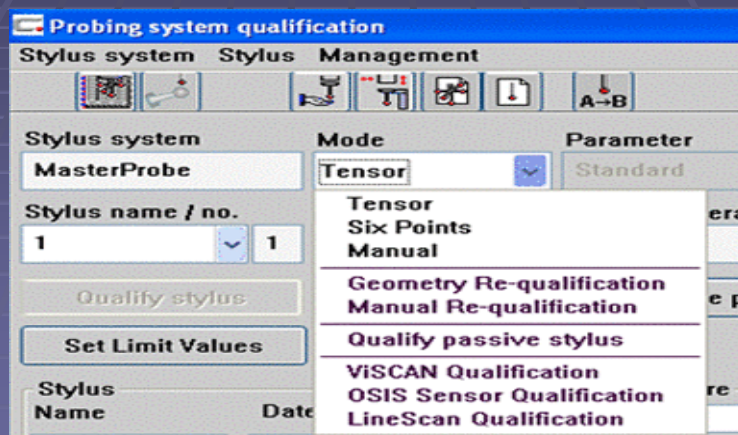 Probing system qualification
Stylus system Stylus Management
A→B
Stylus system Mode Parameter
MasterProbe Tensor Standard
Stylus name / no.
1 1
Tensor
Six Points
Manual
Geometry Re-qualification
Manual Re-qualification
Qualify stylus
Qualify passive stylus
Set Limit Values
ViSCAN Qualification
OSIS Sensor Qualification
LineScan Qualification
Stylus
Name Date